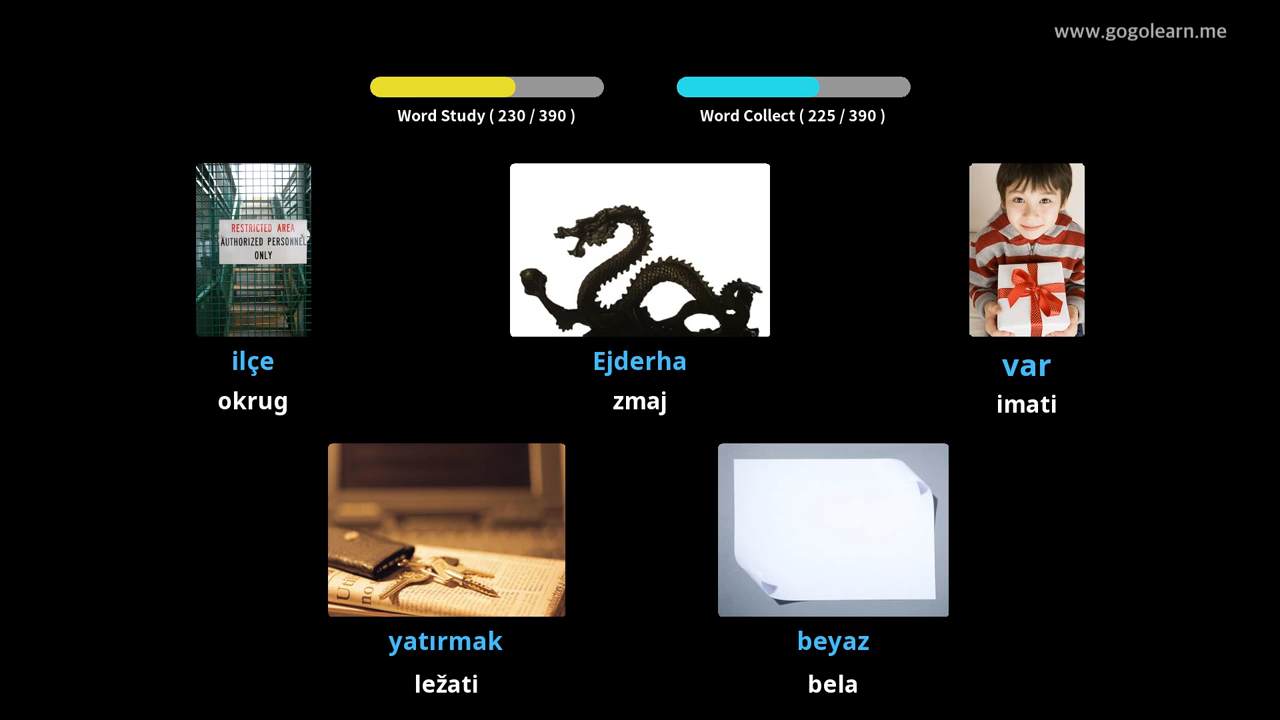 www.gogolearn.me
Word Study ( 230 / 390 )
Word Collect ( 225 / 390 )
RESTRICTED AREA
AUTHORIZED PERSONNEL
ONLY
ilçe
okrug
Ejderha
zmaj
var
imati
yatırmak
ležati
beyaz
bela